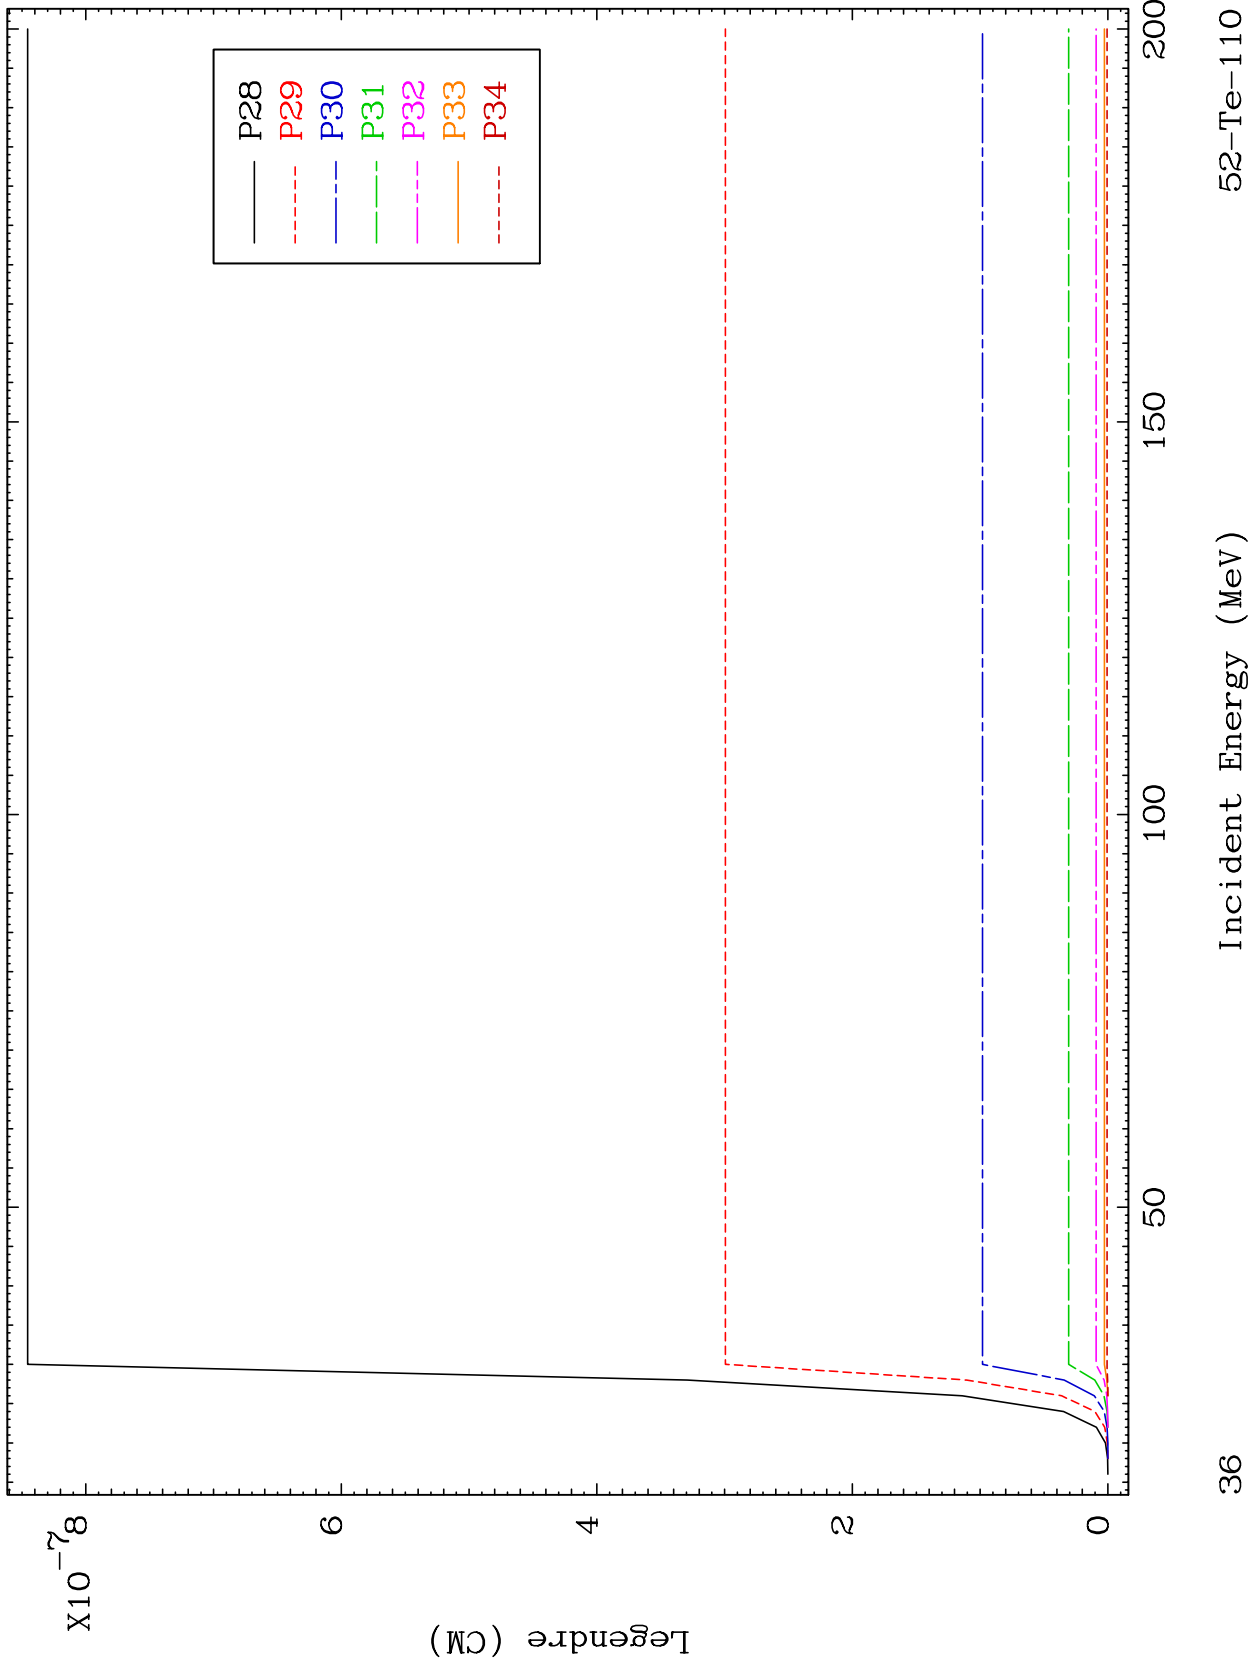 X10-7
8
6
4
2
0
Legendre (CM)
P28
P29
P30
P31
P32
P33
P34
50
100
150
200
Incident Energy (MeV)
36
52-Te-110